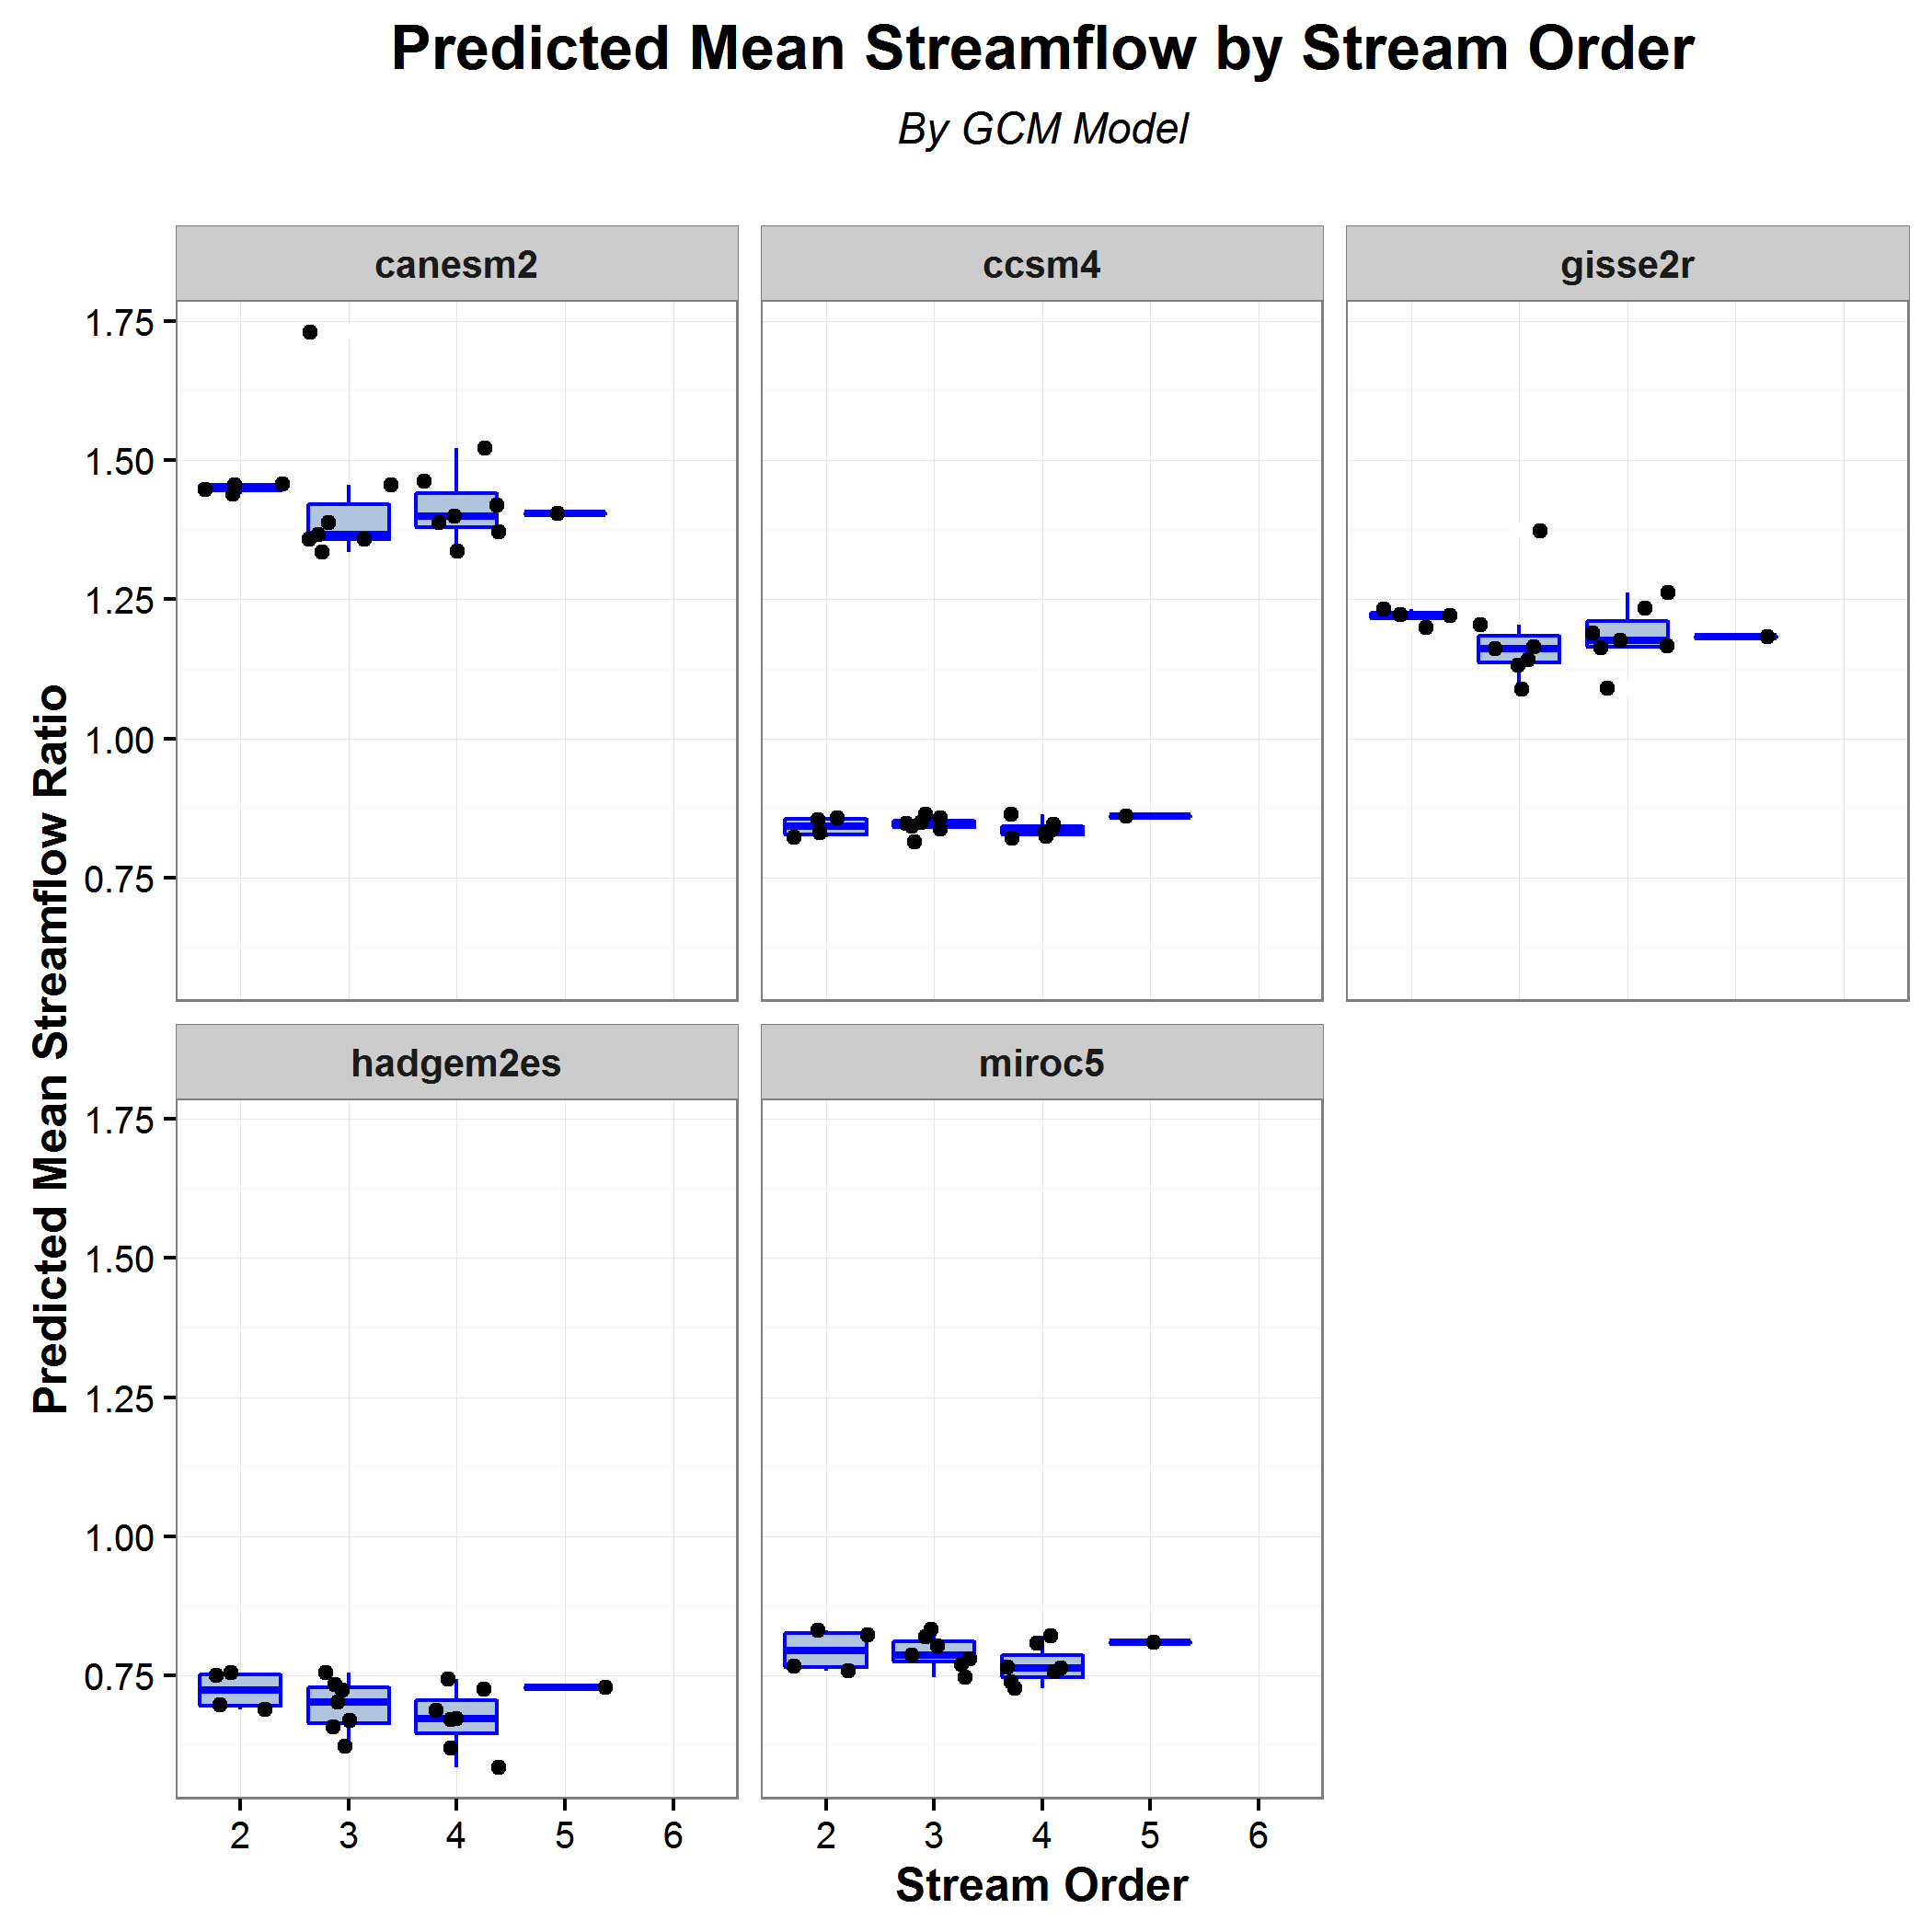 Predicted Mean Streamflow by Stream Order
By GCM Model
canesm2
ccsm4
gisse2r
1.75
1.50
1.25
1.00
0.75
Predicted Mean Streamflow Ratio
hadgem2es
miroc5
1.75
1.50
1.25
1.00
0.75
2 3 4 5 6
2 3 4 5 6
Stream Order